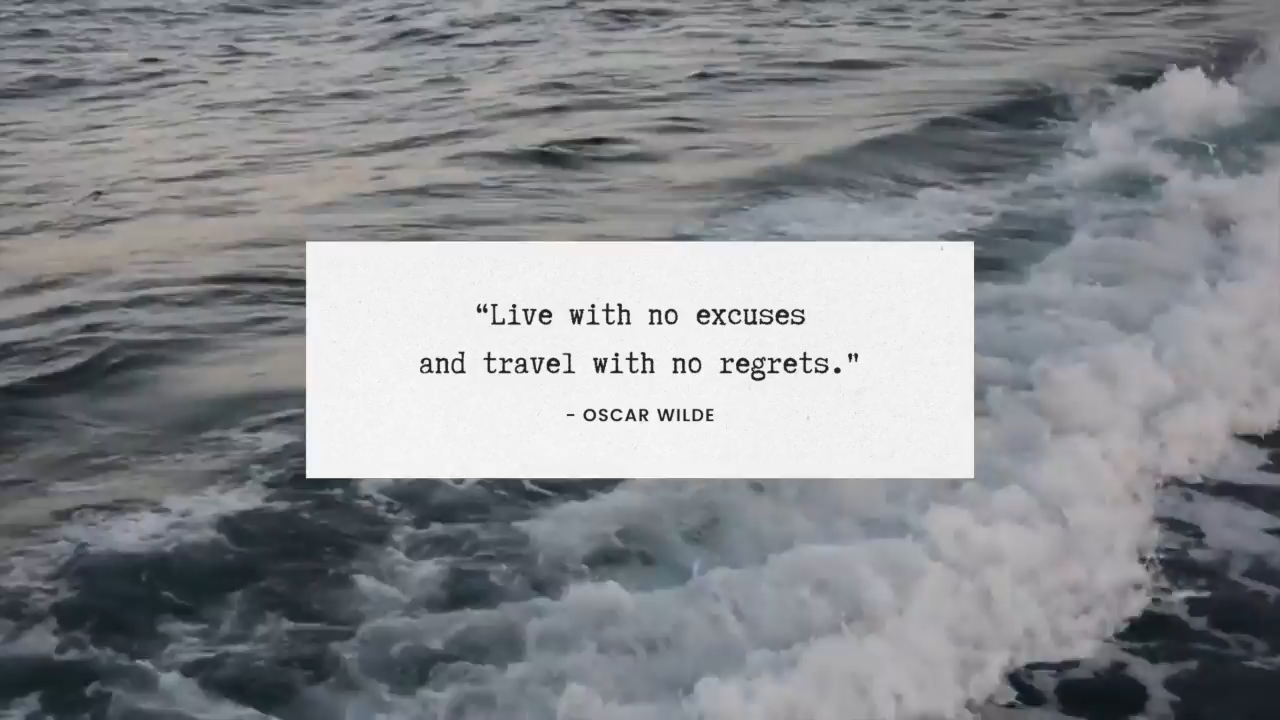 “Live with no excuses
and travel with no regrets."
– OSCAR WILDE